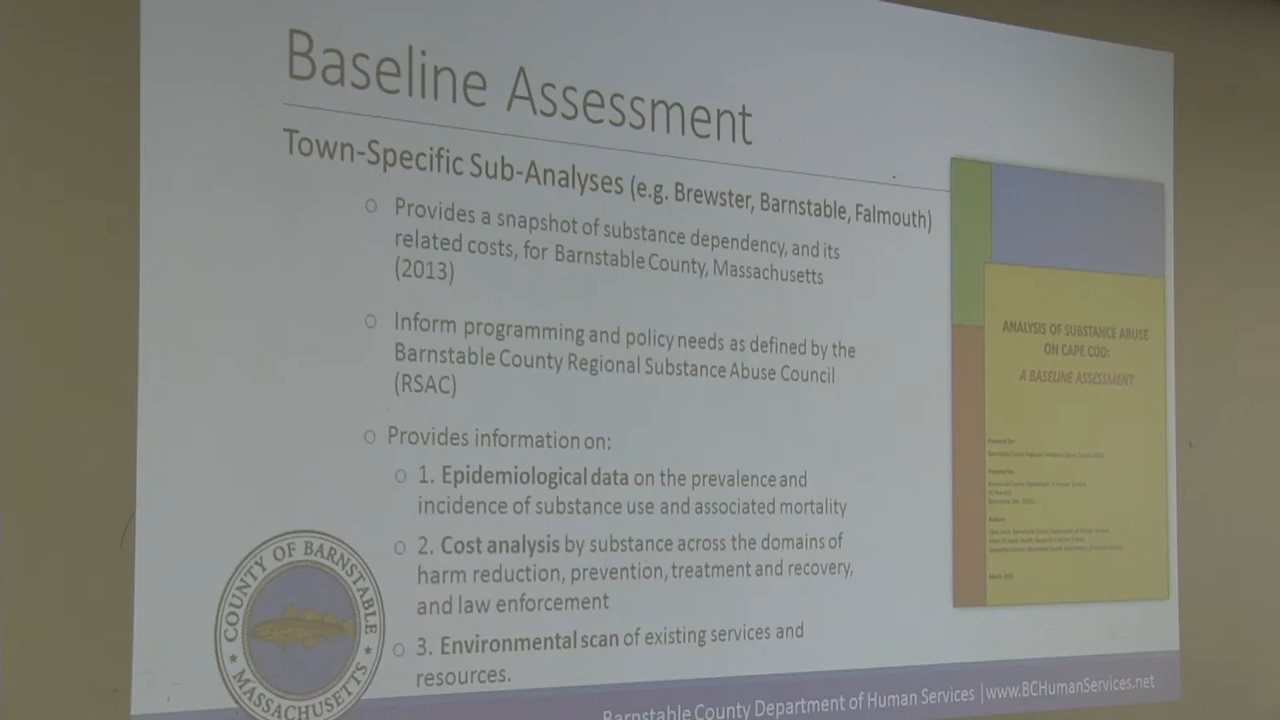 Baseline Assessment
Town-Specific Sub-Analyses (e.g. Brewster, Barnstable, Falmouth)
o Provides a snapshot of substance dependency, and its
related costs, for Barnstable County, Massachusetts
(2013)
o Inform programming and policy needs as defined by the
Barnstable County Regional Substance Abuse Council
(RSAC)
o Provides information on:
o 1. Epidemiological data on the prevalence and
incidence of substance use and associated mortality
o 2. Cost analysis by substance across the domains of
harm reduction, prevention, treatment and recovery,
and law enforcement
o 3. Environmental scan of existing services and
resources.
ANALYSIS OF SUBSTANCE ABUSE
ON CAPE COD:
A BASELINE ASSESSMENT
COUNTY OF BARNSTABLE
★ MASSACHUSETTS ★
Barnstable County Department of Human Services | www.BCHumanServices.net